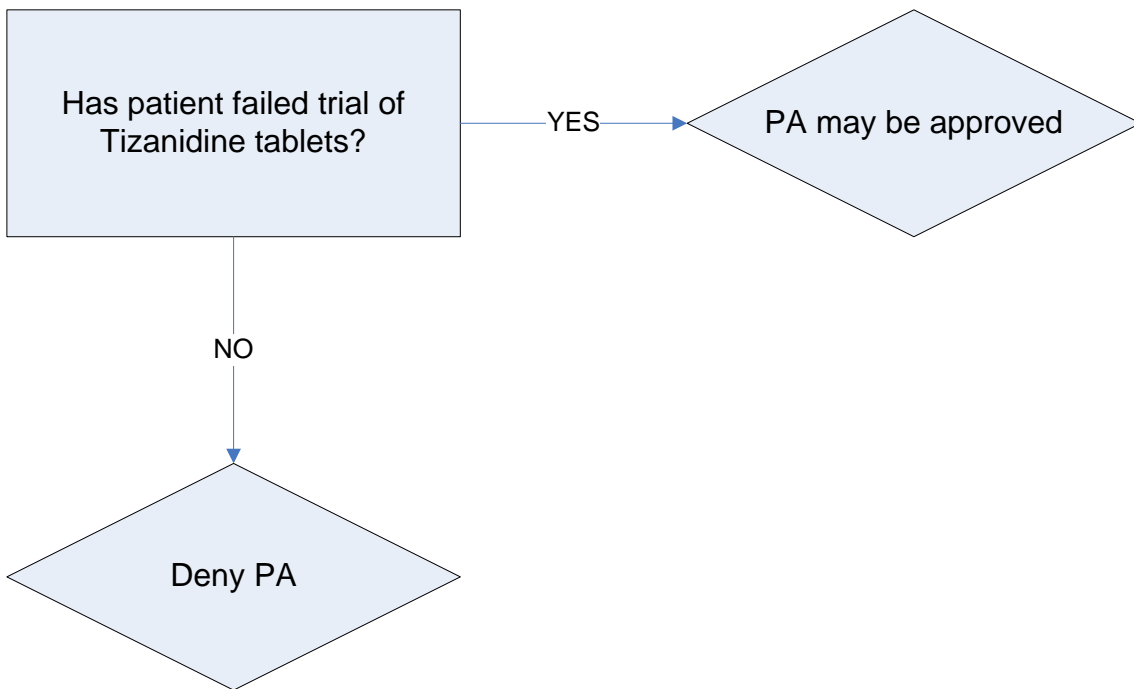 Has patient failed trial of
Tizanidine tablets?
YES
PA may be approved
NO
Deny PA